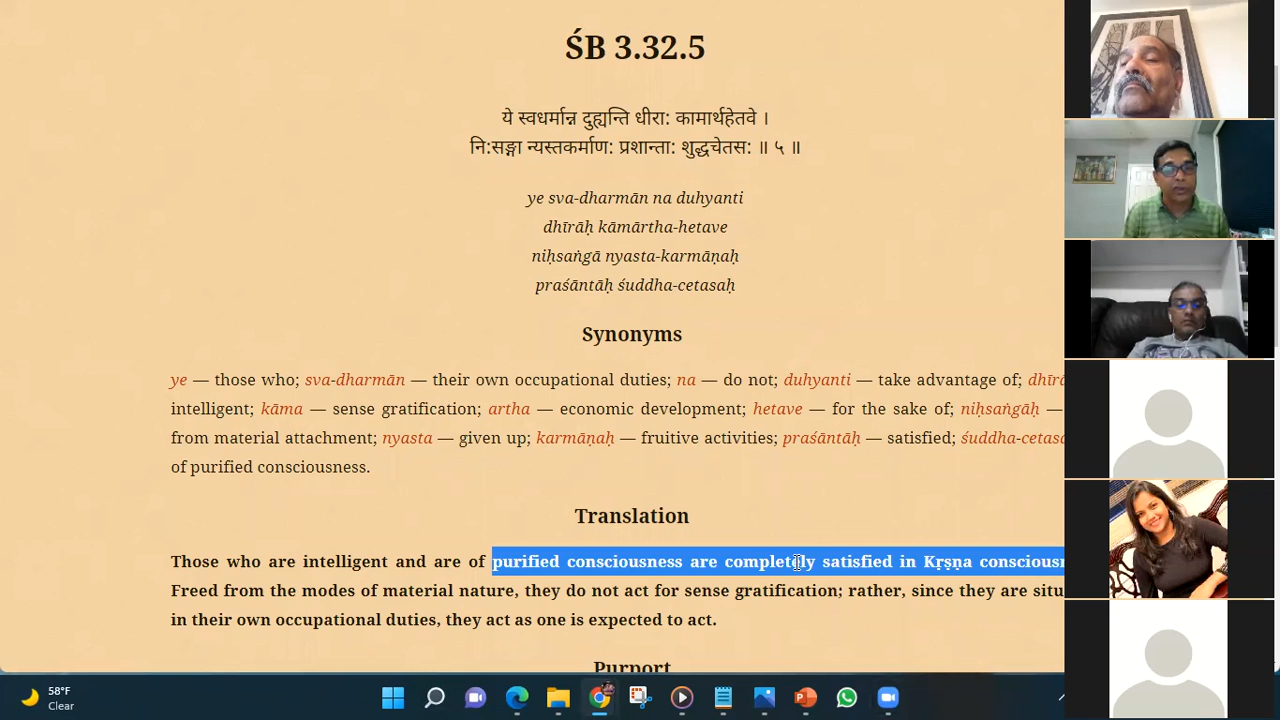 ŚB 3.32.5
ये स्वधर्मान्न दुह्यन्ति धीरा: कामार्थहेतवे ।
नि:सङ्गा न्यस्तकर्माण: प्रशान्ता: शुद्धचेतस: ॥ ५ ॥
ye sva-dharmān na duhyanti
dhīrāḥ kāmārtha-hetave
niḥsaṅgā nyasta-karmāṇaḥ
praśāntāḥ śuddha-cetasaḥ
Synonyms
ye — those who; sva-dharmān — their own occupational duties; na — do not; duhyanti — take advantage of;
intelligent; kāma — sense gratification; artha — economic development; hetave — for the sake of; niḥsaṅgāḥ —
from material attachment; nyasta — given up; karmāṇaḥ — fruitive activities; praśāntāḥ — satisfied;
of purified consciousness.
Translation
Those who are intelligent and are of purified consciousness are completely satisfied in Kṛṣṇa
Freed from the modes of material nature, they do not act for sense gratification; rather, since they are
in their own occupational duties, they act as one is expected to act.
Purport
58°F
Clear